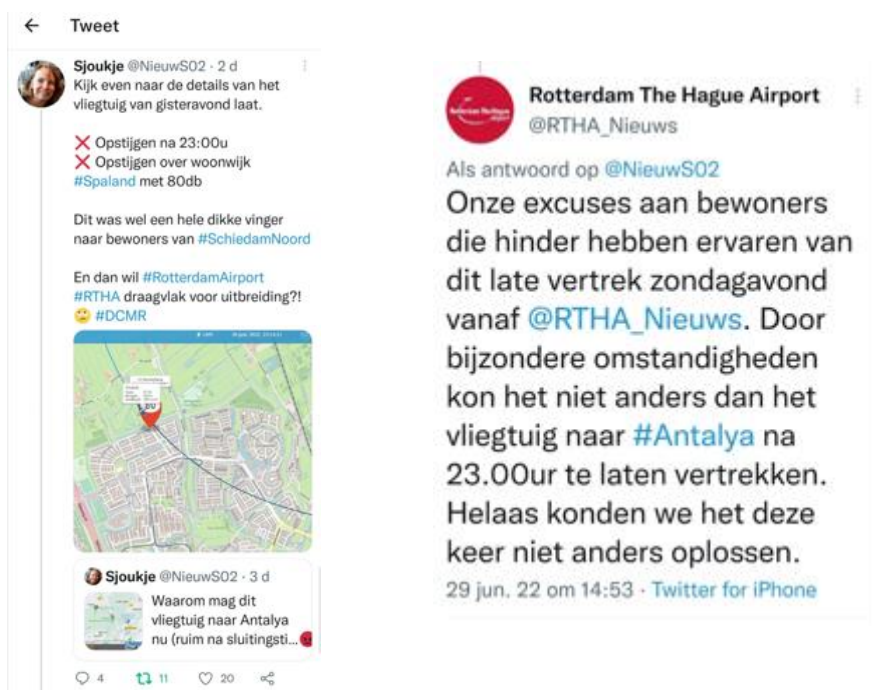 Tweet
Sjoukje @NieuwS02 · 2 d
Kijk even naar de details van het
vliegtuig van gisteravond laat.
❌ Opstijgen na 23:00u
❌ Opstijgen over woonwijk
#Spaland met 80db
Dit was wel een hele dikke vinger
naar bewoners van #SchiedamNoord
En dan wil #RotterdamAirport
#RTHA draagvlak voor uitbreiding?!
🙄 #DCMR
Sjoukje @NieuwS02 · 3 d
Waarom mag dit
vliegtuig naar Antalya
nu (ruim na sluitingsti...
4 11 20
Rotterdam The Hague Airport
@RTHA_Nieuws
Als antwoord op @NieuwS02
Onze excuses aan bewoners
die hinder hebben ervaren van
dit late vertrek zondagavond
vanaf @RTHA_Nieuws. Door
bijzondere omstandigheden
kon het niet anders dan het
vliegtuig naar #Antalya na
23.00ur te laten vertrekken.
Helaas konden we het deze
keer niet anders oplossen.
29 jun. 22 om 14:53 · Twitter for iPhone